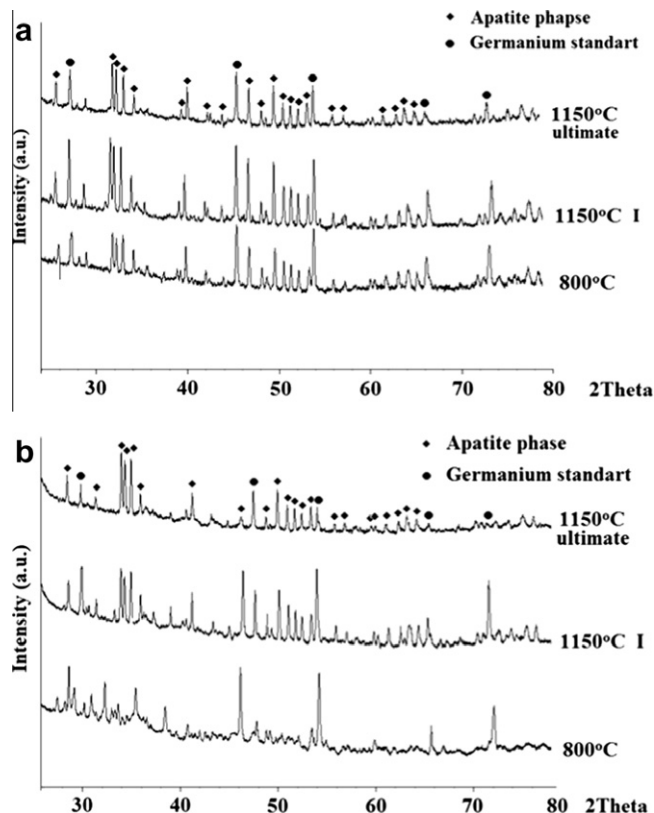 a
◆ Apatite phapse
● Germanium standart
Intensity (a.u.)
1150°C
ultimate
1150°C I
800°C
30 40 50 60 70 80
2Theta
b
◆ Apatite phase
● Germanium standart
Intensity (a.u.)
1150°C
ultimate
1150°C I
800°C
30 40 50 60 70 80 2Theta